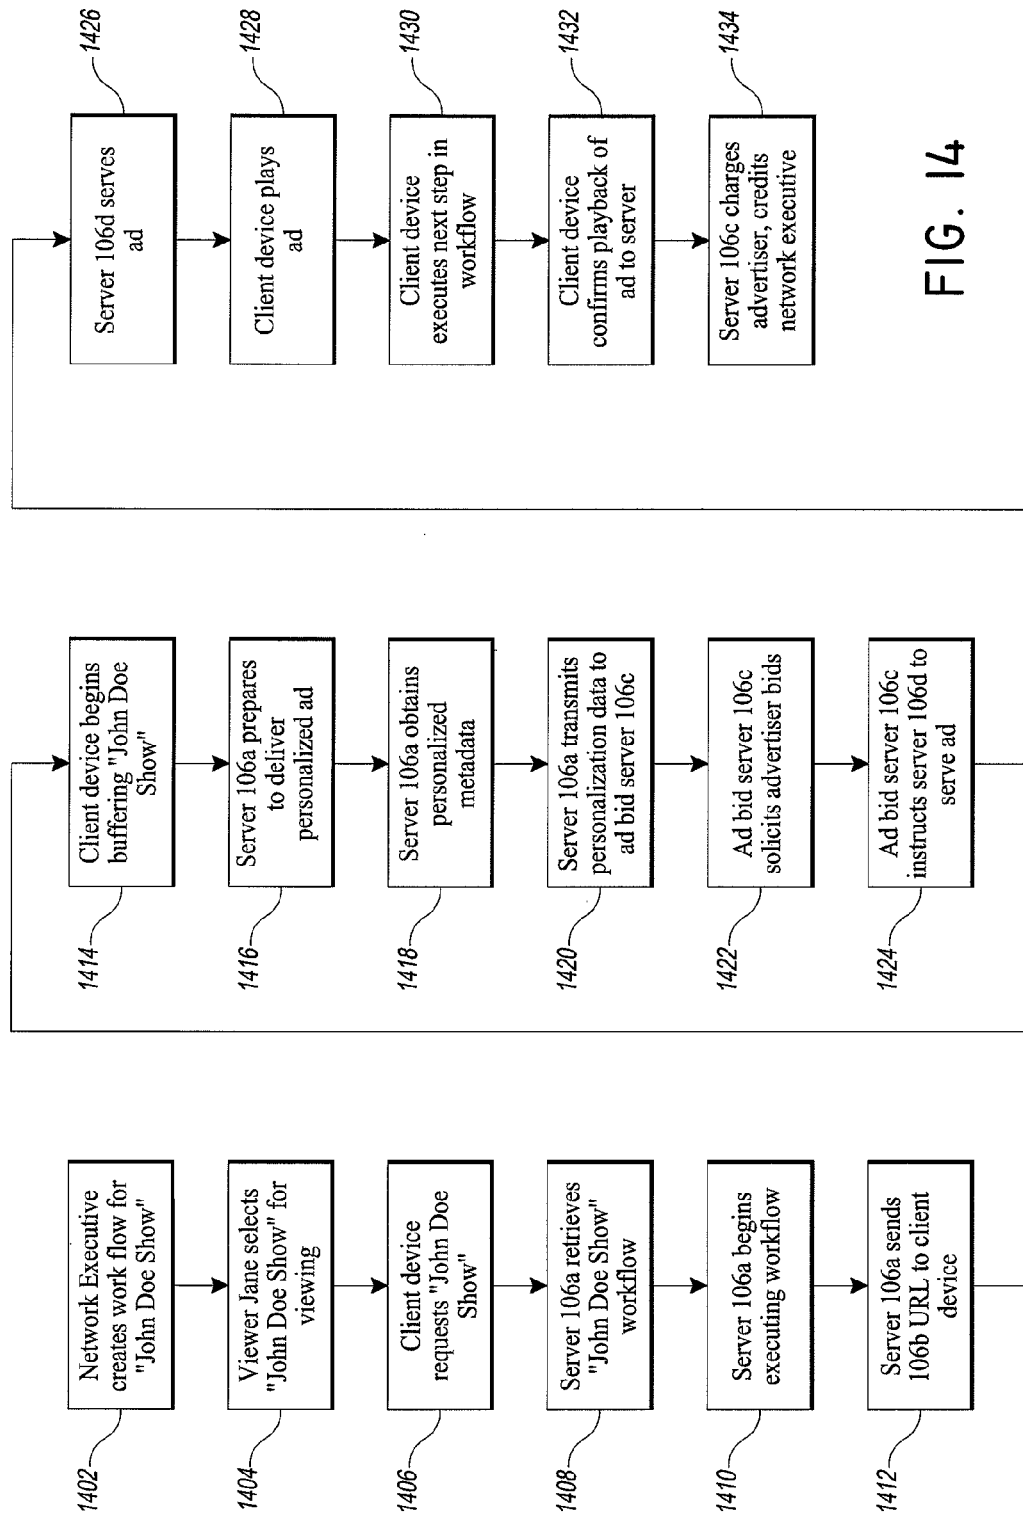 1402
Network Executive
creates work flow for
"John Doe Show"
1404
Viewer Jane selects
"John Doe Show" for
viewing
1406
Client device
requests "John Doe
Show"
1408
Server 106a retrieves
"John Doe Show"
workflow
1410
Server 106a begins
executing workflow
1412
Server 106a sends
106b URL to client
device
1414
Client device begins
buffering "John Doe
Show"
1416
Server 106a prepares
to deliver
personalized ad
1418
Server 106a obtains
personalized
metadata
1420
Server 106a transmits
personalization data to
ad bid server 106c
1422
Ad bid server 106c
solicits advertiser bids
1424
Ad bid server 106c
instructs server 106d to
serve ad
1426
Server 106d serves
ad
1428
Client device plays
ad
1430
Client device
executes next step in
workflow
1432
Client device
confirms playback of
ad to server
1434
Server 106c charges
advertiser, credits
network executive
FIG. 14